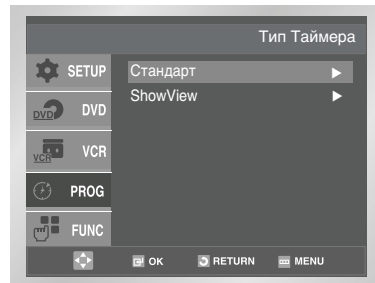 Тип Таймера
SETUP
Стандарт
ShowView
DVD DVD
VCR VCR
PROG
FUNC
OK RETURN MENU